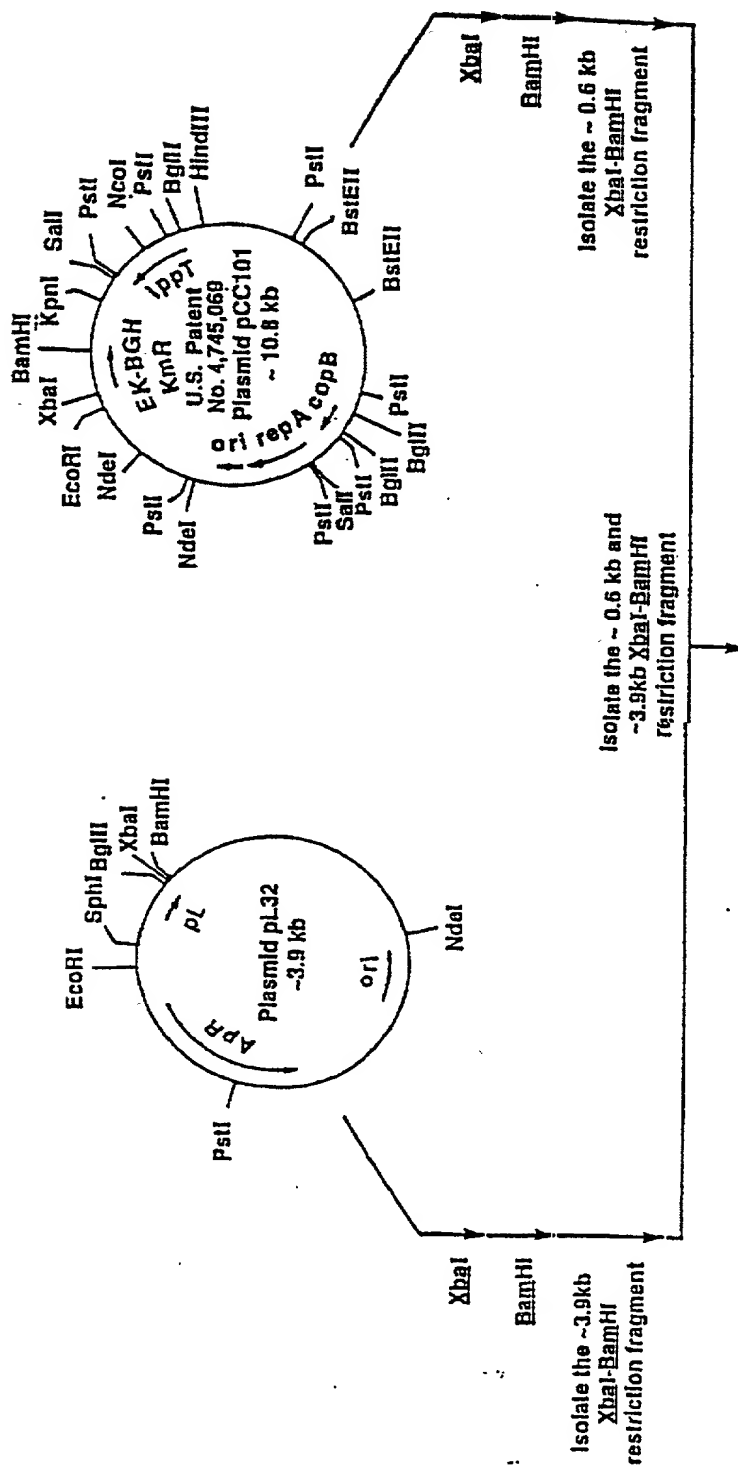 EcoRI
SphI
BglII
XbaI
BamHI
pL
ApR
Plasmid pL32
~3.9 kb
ori
PstI
NdeI
XbaI
BamHI
Isolate the ~3.9kb
XbaI-BamHI
restriction fragment
BamHI
XbaI
EcoRI
NdeI
PstI
NdeI
KpnI
SalI
PstI
NcoI
PstI
BglII
HindIII
EK-BGH
KmR
lppT
U.S. Patent
No. 4,745,069
Plasmid pCC101
~ 10.8 kb
ori repA copB
PstI
BstEII
BstEII
PstI
SalI
PstI
BglII
BglII
PstI
XbaI
BamHI
Isolate the ~ 0.6 kb
XbaI-BamHI
restriction fragment
Isolate the ~ 0.6 kb and
~3.9kb XbaI-BamHI
restriction fragment